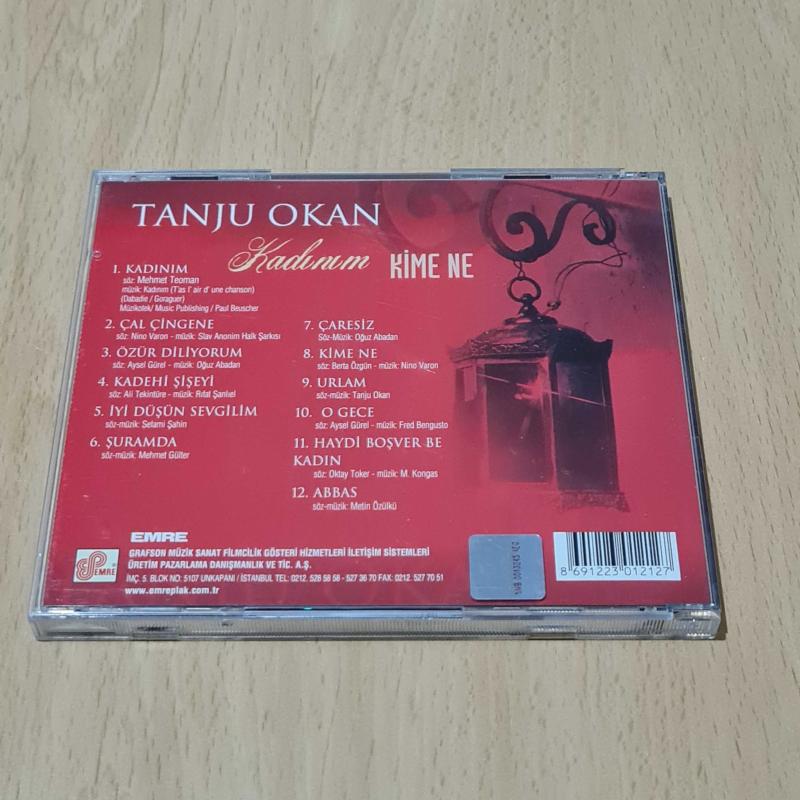 TANJU OKAN
Kadınım KİME NE
1. KADINIM
söz: Mehmet Teoman
müzik: Kadınım (T'as l' air d' une chanson)
(Dabadie / Goraguer)
Müzikotek/ Music Publishing / Paul Beuscher
2. ÇAL ÇİNGENE
söz: Nino Varon - müzik: Slav Anonim Halk Şarkısı
3. ÖZÜR DİLİYORUM
söz: Aysel Gürel - müzik: Oğuz Abadan
4. KADEHİ ŞİŞEYİ
söz: Ali Tekintüre - müzik: Rıfat Şanlıel
5. İYİ DÜŞÜN SEVGİLİM
söz-müzik: Selami Şahin
6. ŞURAMDA
söz-müzik: Mehmet Gülter
7. ÇARESİZ
Söz-Müzik: Oğuz Abadan
8. KİME NE
söz: Berta Özgün - müzik: Nino Varon
9. URLAM
söz-müzik: Tanju Okan
10. O GECE
söz: Aysel Gürel - müzik: Fred Bengusto
11. HAYDİ BOŞVER BE
KADIN
söz: Oktay Toker - müzik: M. Kongas
12. ABBAS
söz-müzik: Metin Özülkü
EMRE
GRAFSON MÜZİK SANAT FİLMCİLİK GÖSTERİ HİZMETLERİ İLETİŞİM SİSTEMLERİ
ÜRETİM PAZARLAMA DANIŞMANLIK VE TİC. A.Ş.
İMÇ. 5. BLOK NO: 5107 UNKAPANI / İSTANBUL TEL: 0212. 526 58 58 - 527 36 70 FAX: 0212. 527 70 51
www.emreplak.com.tr
EMRE
8 691223 012127